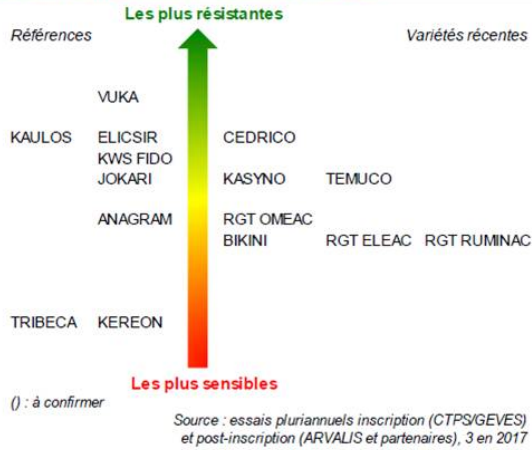 Les plus résistantes
Références Variétés récentes
VUKA
KAULOS ELICSIR CEDRICO
KWS FIDO
JOKARI KASYNO TEMUCO
ANAGRAM RGT OMEAC
BIKINI RGT ELEAC RGT RUMINAC
TRIBECA KEREON
Les plus sensibles
() : à confirmer
Source : essais pluriannuels inscription (CTPS/GEVES)
et post-inscription (ARVALIS et partenaires), 3 en 2017